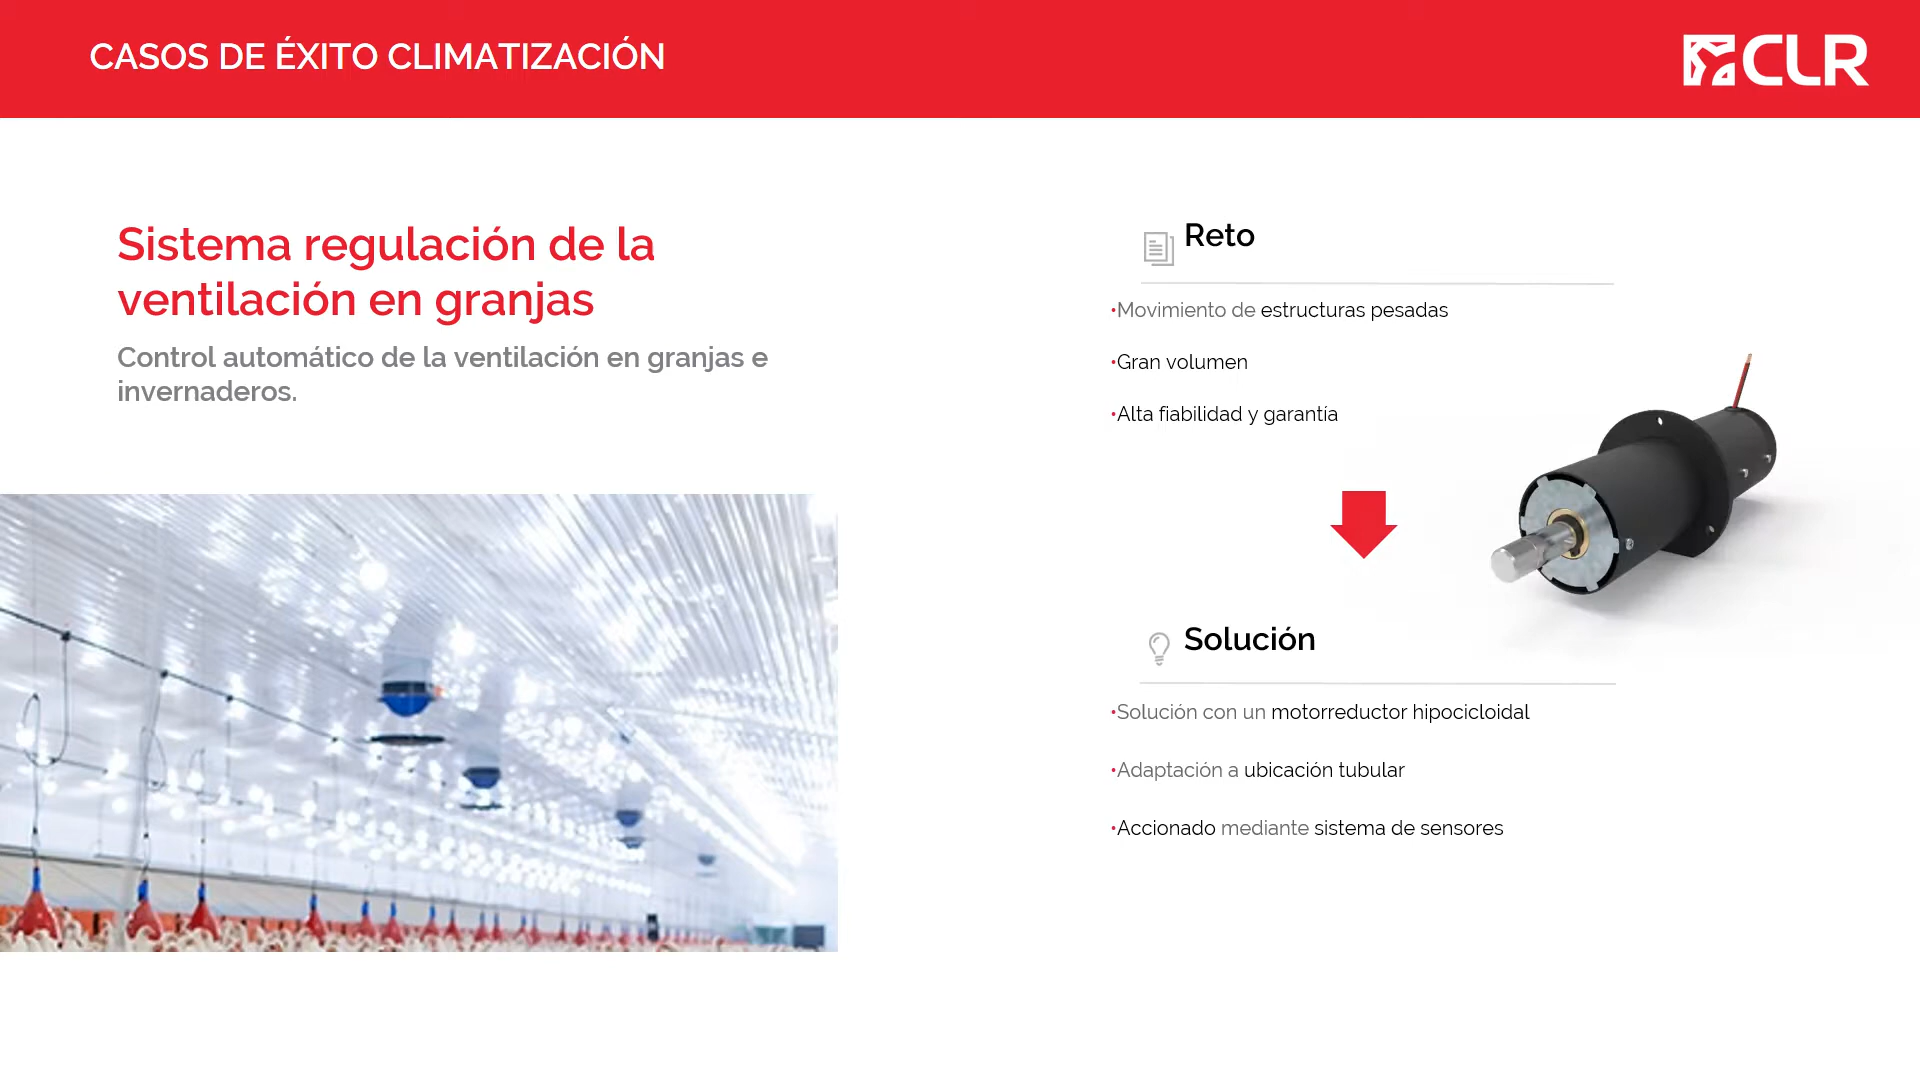 CASOS DE ÉXITO CLIMATIZACIÓN
CLR
Sistema regulación de la
ventilación en granjas
Control automático de la ventilación en granjas e
invernaderos.
Reto
•Movimiento de estructuras pesadas
•Gran volumen
•Alta fiabilidad y garantía
Solución
•Solución con un motorreductor hipocicloidal
•Adaptación a ubicación tubular
•Accionado mediante sistema de sensores